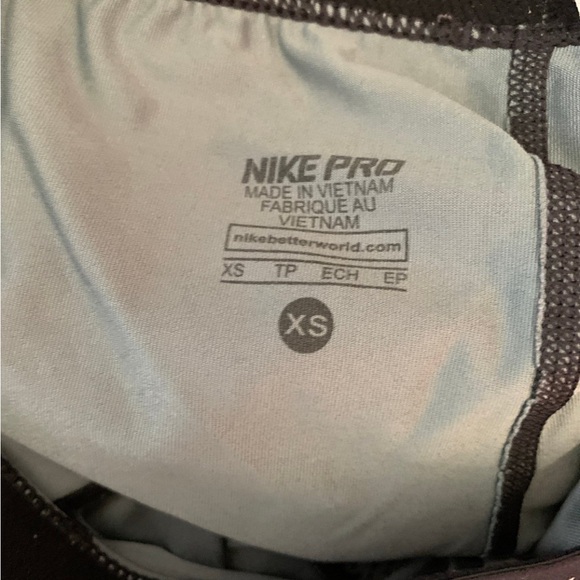 NIKE PRO
MADE IN VIETNAM
FABRIQUE AU
VIETNAM
nikebetterworld.com
XS TP ECH EP
XS